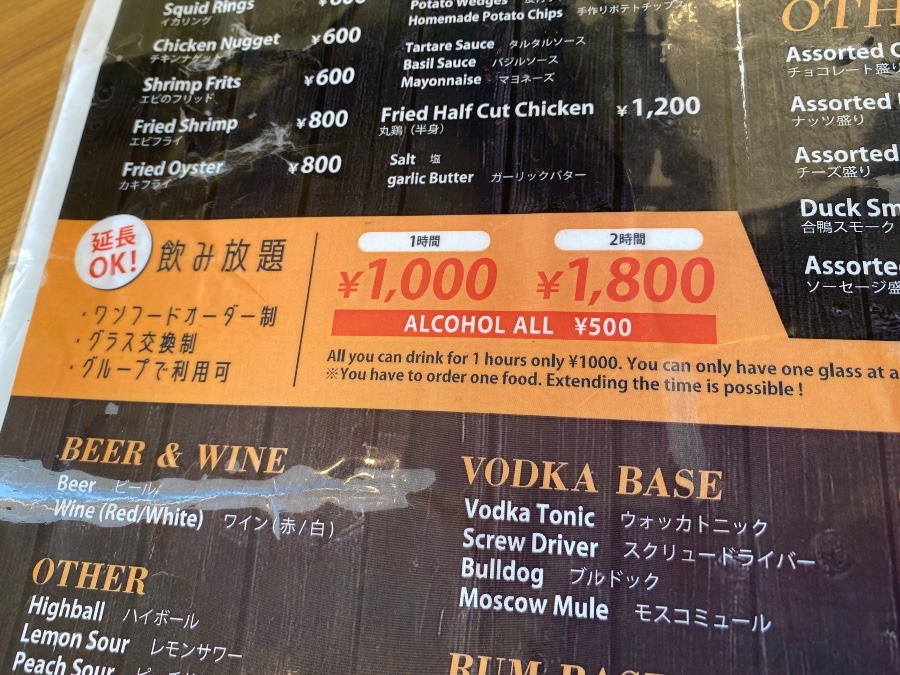 Squid Rings
イカリング
Chicken Nugget ¥600
チキンナゲット
Shrimp Frits ¥600
エビのフリッド
Fried Shrimp ¥800
エビフライ
Fried Oyster ¥800
カキフライ
Potato Wedges
Homemade Potato Chips 手作りポテトチップス
Tartare Sauce タルタルソース
Basil Sauce バジルソース
Mayonnaise マヨネーズ
Fried Half Cut Chicken ¥1,200
丸鶏(半身)
Salt 塩
garlic Butter ガーリックバター
OTH
Assorted C
チョコレート盛り
Assorted
ナッツ盛り
Assorted
チーズ盛り
Duck Sm
合鴨スモーク
Assorte
ソーセージ盛
延長
OK!
飲み放題
・ワンフードオーダー制
・グラス交換制
・グループで利用可
1時間 2時間
¥1,000 ¥1,800
ALCOHOL ALL ¥500
All you can drink for 1 hours only ¥1000. You can only have one glass at a
※You have to order one food. Extending the time is possible !
BEER & WINE
Beer ビール
Wine (Red/White) ワイン(赤/白)
OTHER
Highball ハイボール
Lemon Sour レモンサワー
Peach Sour
VODKA BASE
Vodka Tonic ウォッカトニック
Screw Driver スクリュードライバー
Bulldog ブルドック
Moscow Mule モスコミュール
RUM BASE